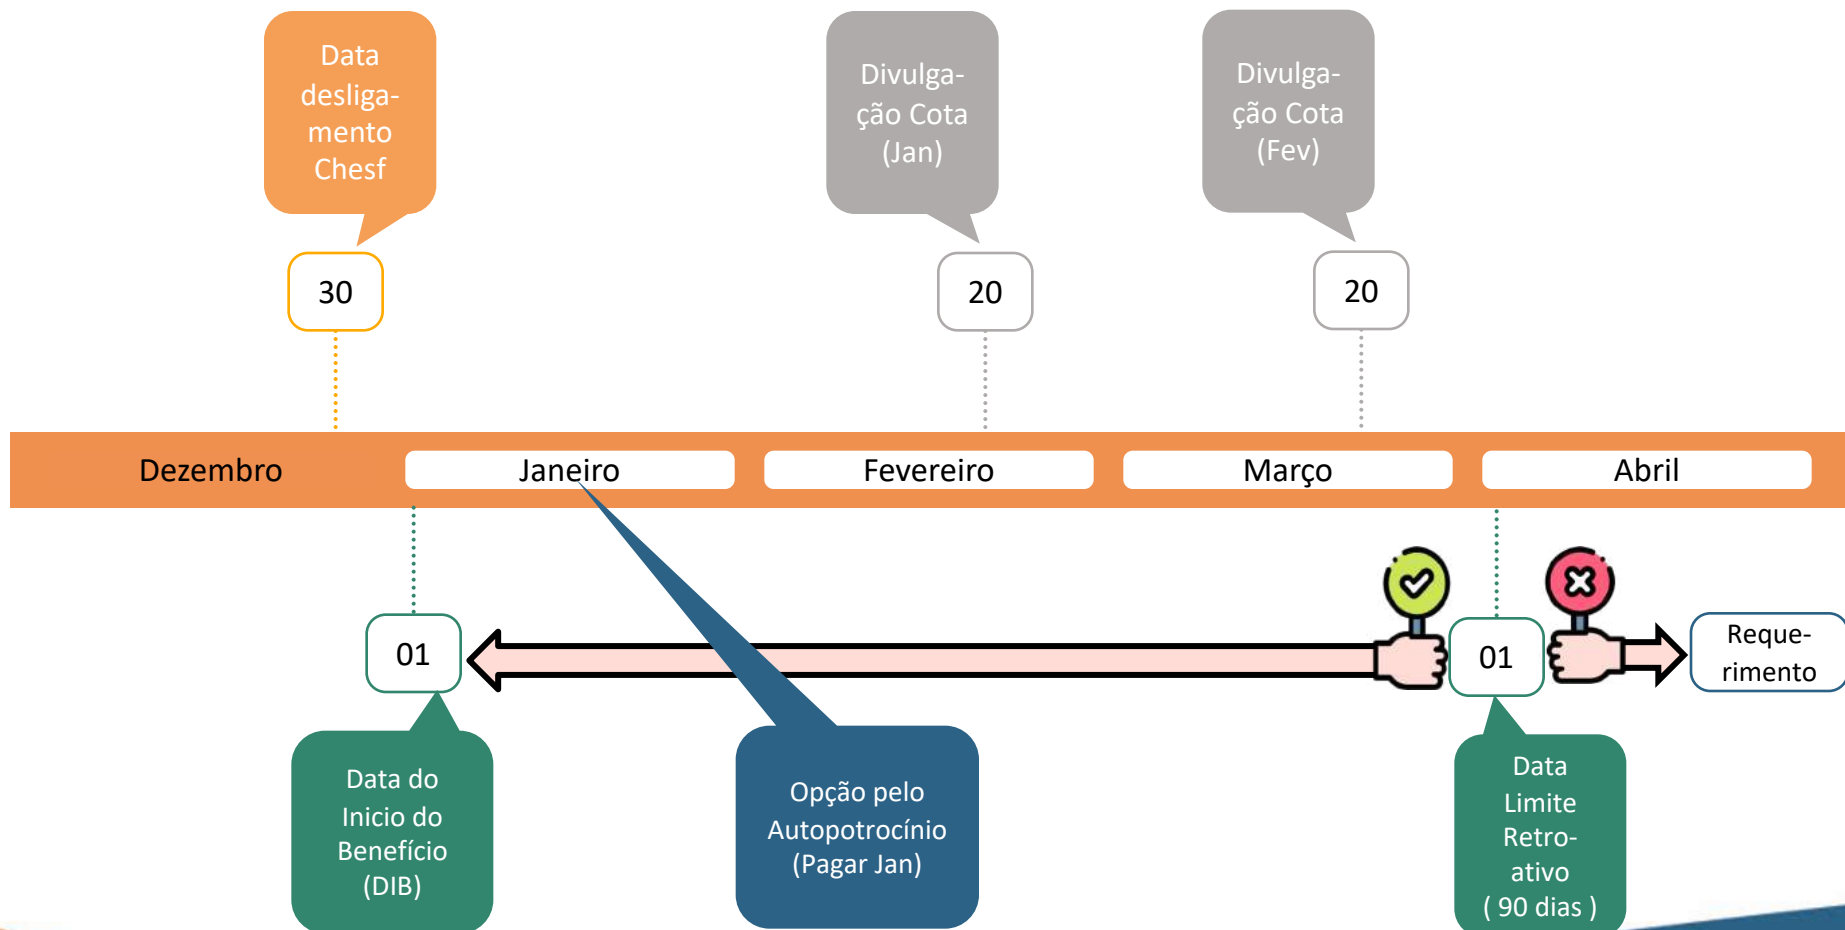 Data
desliga-
mento
Chesf
Divulga-
ção Cota
(Jan)
Divulga-
ção Cota
(Fev)
30
20
20
Dezembro
Janeiro
Fevereiro
Março
Abril
01
01
Reque-
rimento
Data do
Inicio do
Benefício
(DIB)
Opção pelo
Autopotrocínio
(Pagar Jan)
Data
Limite
Retro-
ativo
( 90 dias )